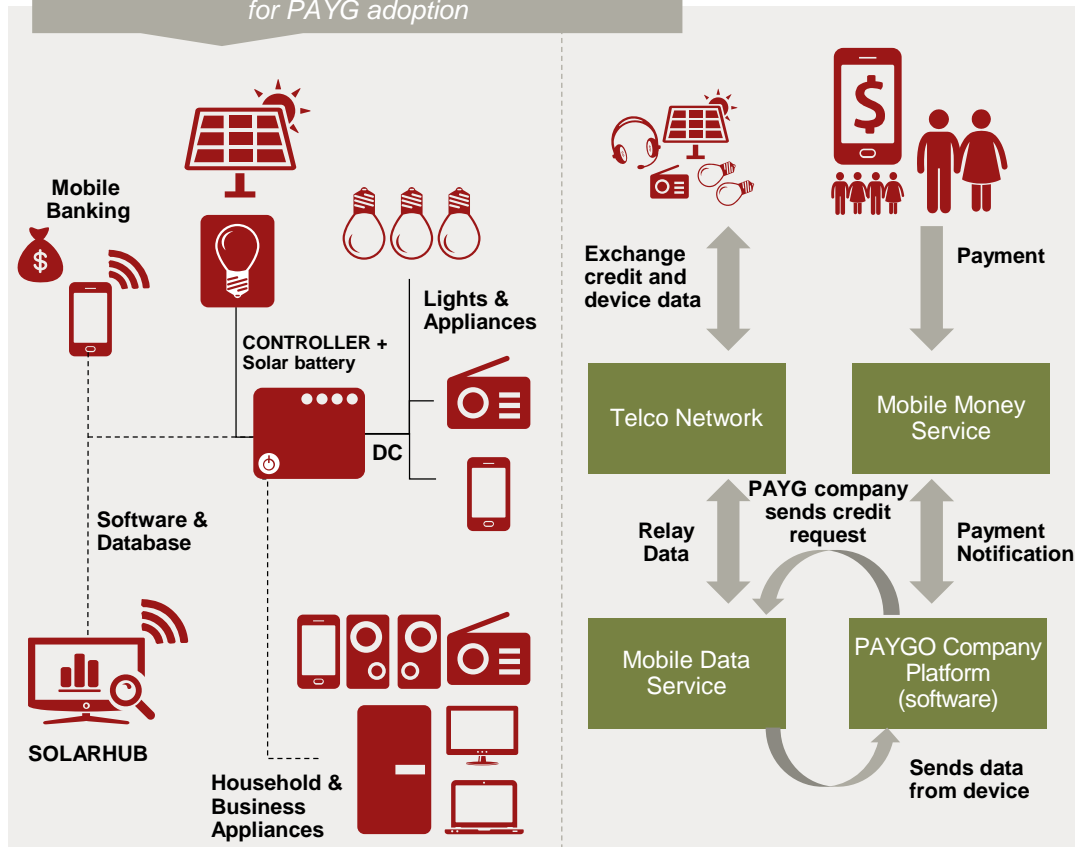 for PAYG adoption
Mobile
Banking
$
CONTROLLER +
Solar battery
Lights &
Appliances
DC
Software &
Database
SOLARHUB
Household &
Business
Appliances
$
Exchange
credit and
device data
Payment
Telco Network
Mobile Money
Service
PAYG company
sends credit
request
Relay
Data
Payment
Notification
Mobile Data
Service
PAYGO Company
Platform
(software)
Sends data
from device